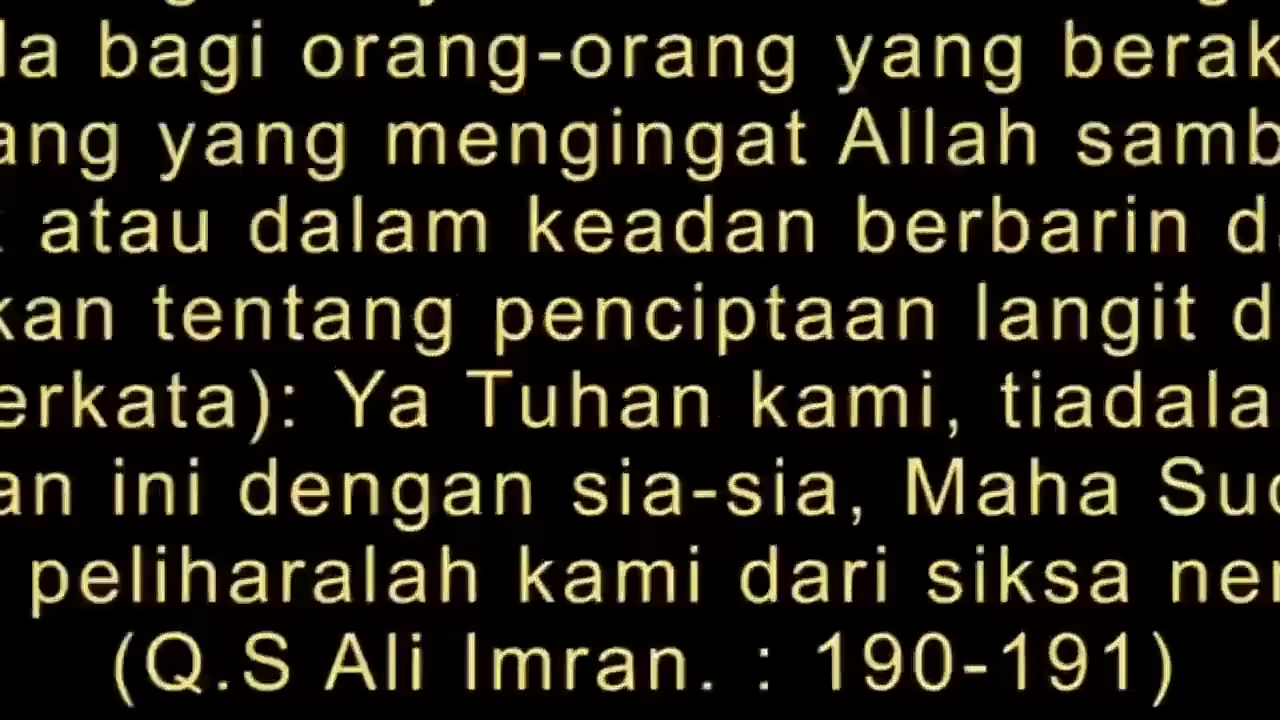 la bagi orang-orang yang berak
ang yang mengingat Allah samb
atau dalam keadan berbarin d
kan tentang penciptaan langit d
erkata): Ya Tuhan kami, tiadala
an ini dengan sia-sia, Maha Suc
peliharalah kami dari siksa ner
(Q.S Ali Imran. : 190-191)